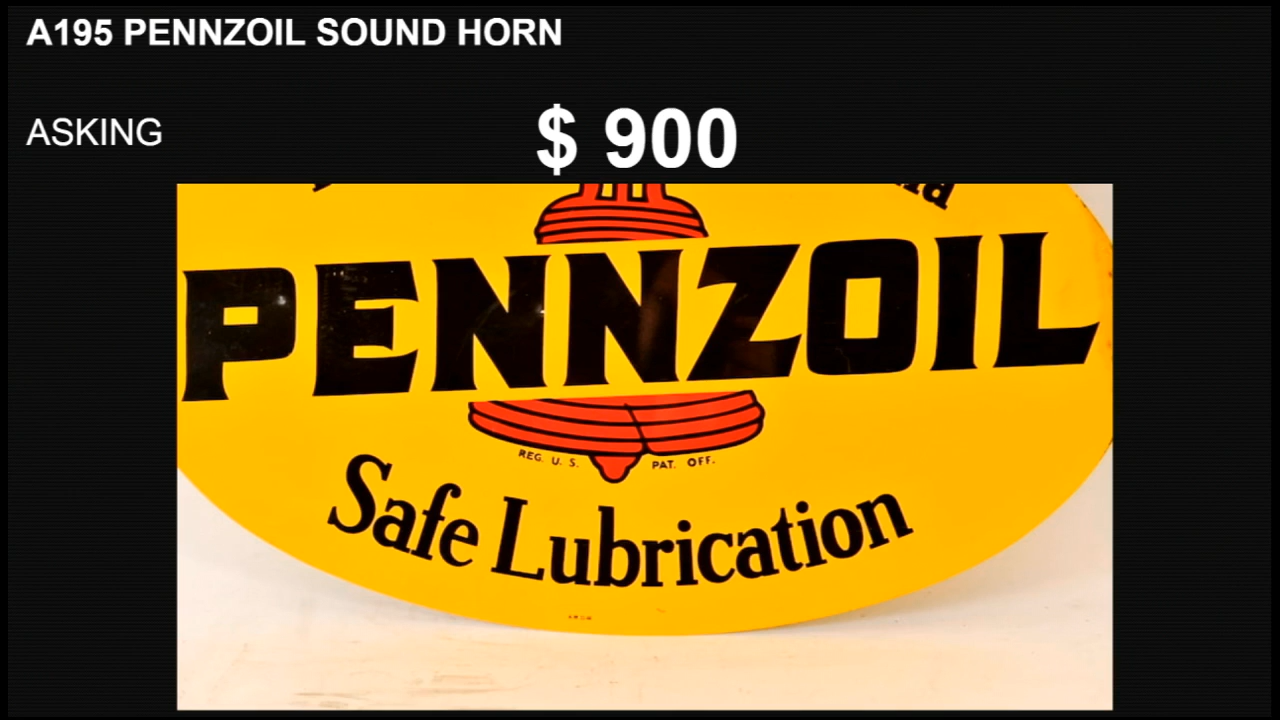 A195 PENNZOIL SOUND HORN
ASKING
$ 900
PENNZOIL
REG. U. S. PAT. OFF.
Safe Lubrication